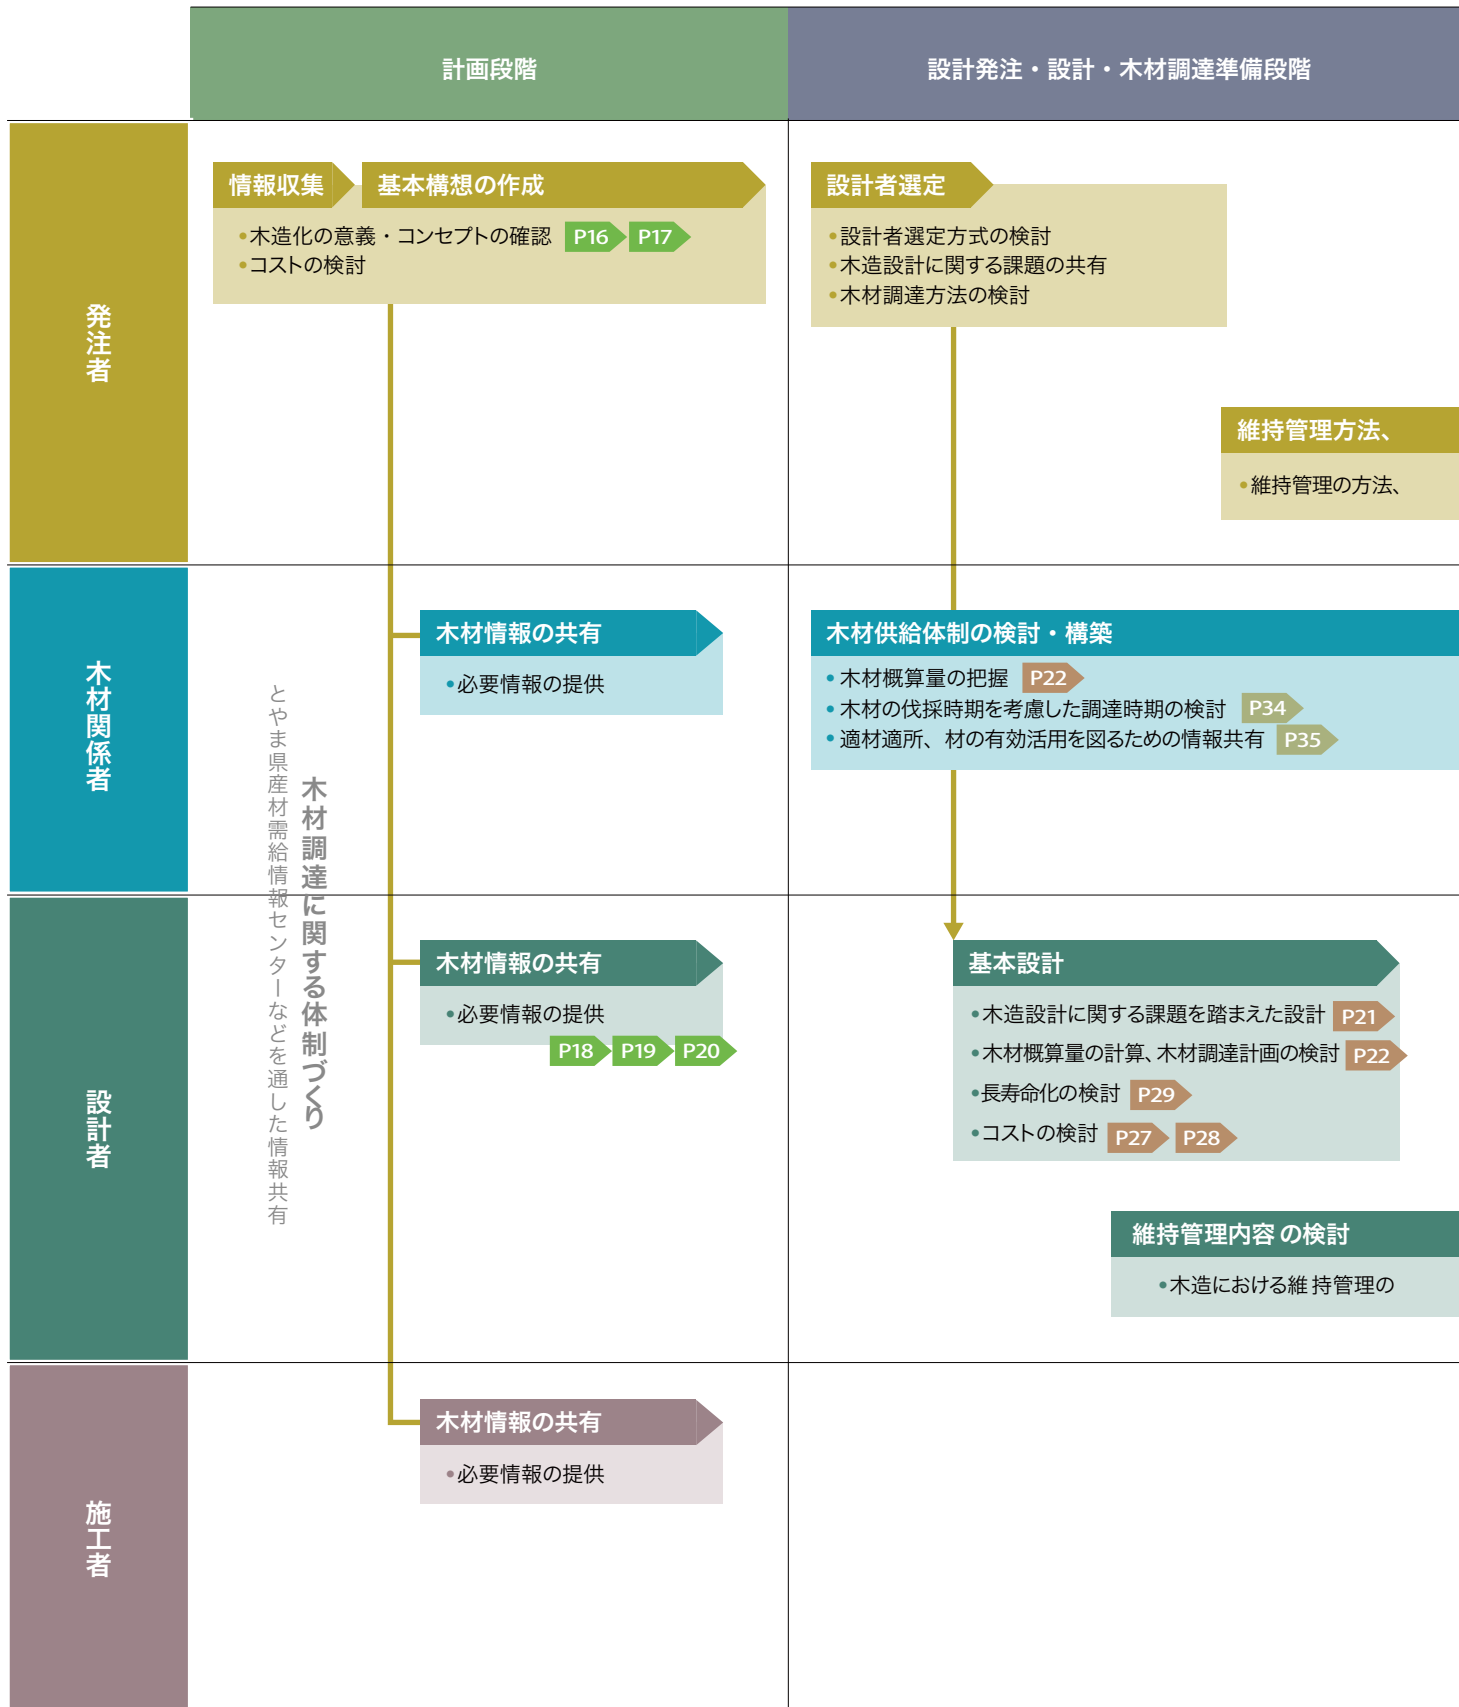 計画段階
設計発注・設計・木材調達準備段階
発注者
情報収集
基本構想の作成
•木造化の意義・コンセプトの確認 P16 P17
•コストの検討
設計者選定
•設計者選定方式の検討
•木造設計に関する課題の共有
•木材調達方法の検討
維持管理方法、
•維持管理の方法、
木材関係者
木材情報の共有
•必要情報の提供
木材供給体制の検討・構築
•木材概算量の把握 P22
•木材の伐採時期を考慮した調達時期の検討 P34
•適材適所、材の有効活用を図るための情報共有 P35
木材調達に関する体制づくり
とやま県産材需給情報センターなどを通した情報共有
設計者
木材情報の共有
•必要情報の提供
P18 P19 P20
基本設計
•木造設計に関する課題を踏まえた設計 P21
•木材概算量の計算、木材調達計画の検討 P22
•長寿命化の検討 P29
•コストの検討 P27 P28
維持管理内容の検討
•木造における維持管理の
施工者
木材情報の共有
•必要情報の提供